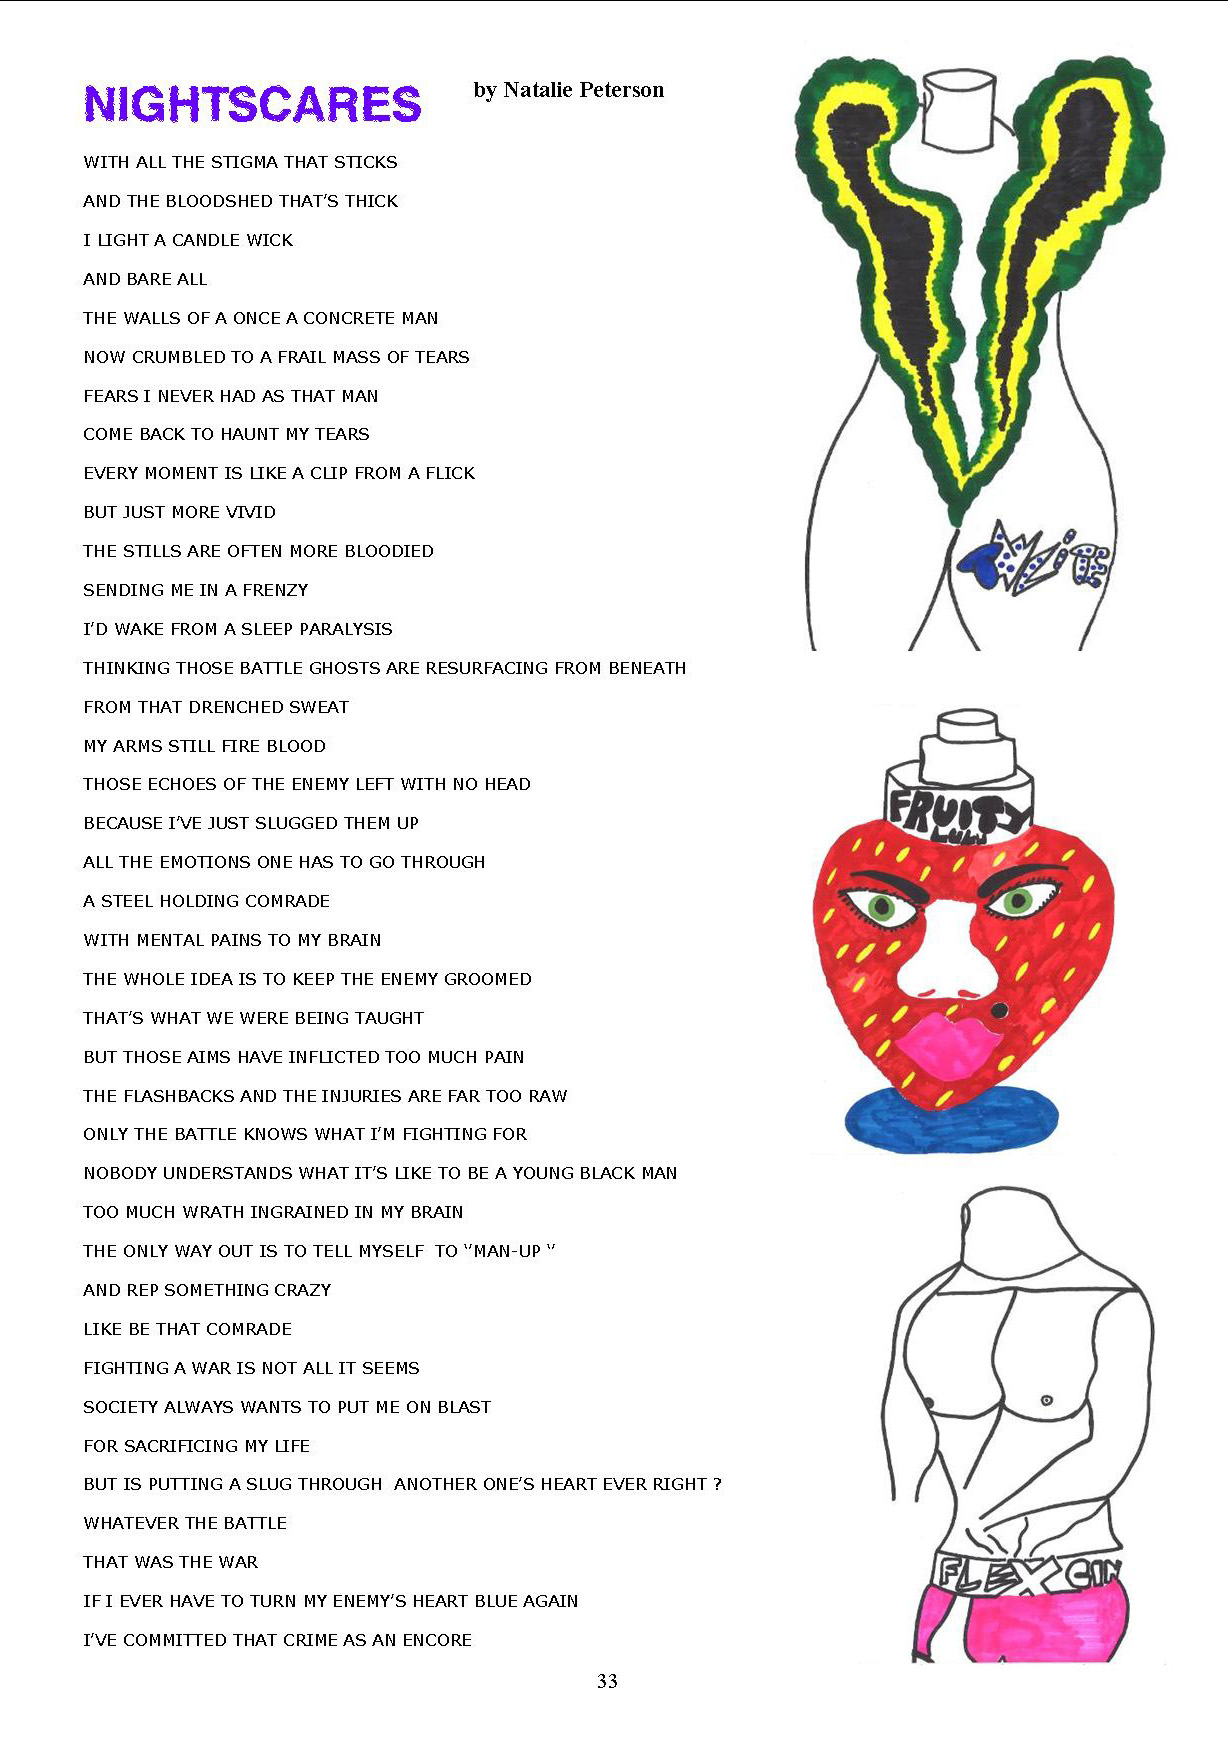 NIGHTSCARES
by Natalie Peterson
WITH ALL THE STIGMA THAT STICKS
AND THE BLOODSHED THAT'S THICK
I LIGHT A CANDLE WICK
AND BARE ALL
THE WALLS OF A ONCE A CONCRETE MAN
NOW CRUMBLED TO A FRAIL MASS OF TEARS
FEARS I NEVER HAD AS THAT MAN
COME BACK TO HAUNT MY TEARS
EVERY MOMENT IS LIKE A CLIP FROM A FLICK
BUT JUST MORE VIVID
THE STILLS ARE OFTEN MORE BLOODIED
SENDING ME IN A FRENZY
I'D WAKE FROM A SLEEP PARALYSIS
THINKING THOSE BATTLE GHOSTS ARE RESURFACING FROM BENEATH
FROM THAT DRENCHED SWEAT
MY ARMS STILL FIRE BLOOD
THOSE ECHOES OF THE ENEMY LEFT WITH NO HEAD
BECAUSE I'VE JUST SLUGGED THEM UP
ALL THE EMOTIONS ONE HAS TO GO THROUGH
A STEEL HOLDING COMRADE
WITH MENTAL PAINS TO MY BRAIN
THE WHOLE IDEA IS TO KEEP THE ENEMY GROOMED
THAT'S WHAT WE WERE BEING TAUGHT
BUT THOSE AIMS HAVE INFLICTED TOO MUCH PAIN
THE FLASHBACKS AND THE INJURIES ARE FAR TOO RAW
ONLY THE BATTLE KNOWS WHAT I'M FIGHTING FOR
NOBODY UNDERSTANDS WHAT IT'S LIKE TO BE A YOUNG BLACK MAN
TOO MUCH WRATH INGRAINED IN MY BRAIN
THE ONLY WAY OUT IS TO TELL MYSELF  TO “MAN-UP “
AND REP SOMETHING CRAZY
LIKE BE THAT COMRADE
FIGHTING A WAR IS NOT ALL IT SEEMS
SOCIETY ALWAYS WANTS TO PUT ME ON BLAST
FOR SACRIFICING MY LIFE
BUT IS PUTTING A SLUG THROUGH  ANOTHER ONE'S HEART EVER RIGHT ?
WHATEVER THE BATTLE
THAT WAS THE WAR
IF I EVER HAVE TO TURN MY ENEMY'S HEART BLUE AGAIN
I'VE COMMITTED THAT CRIME AS AN ENCORE
FRUITY
LULU
FLEX GIN
33